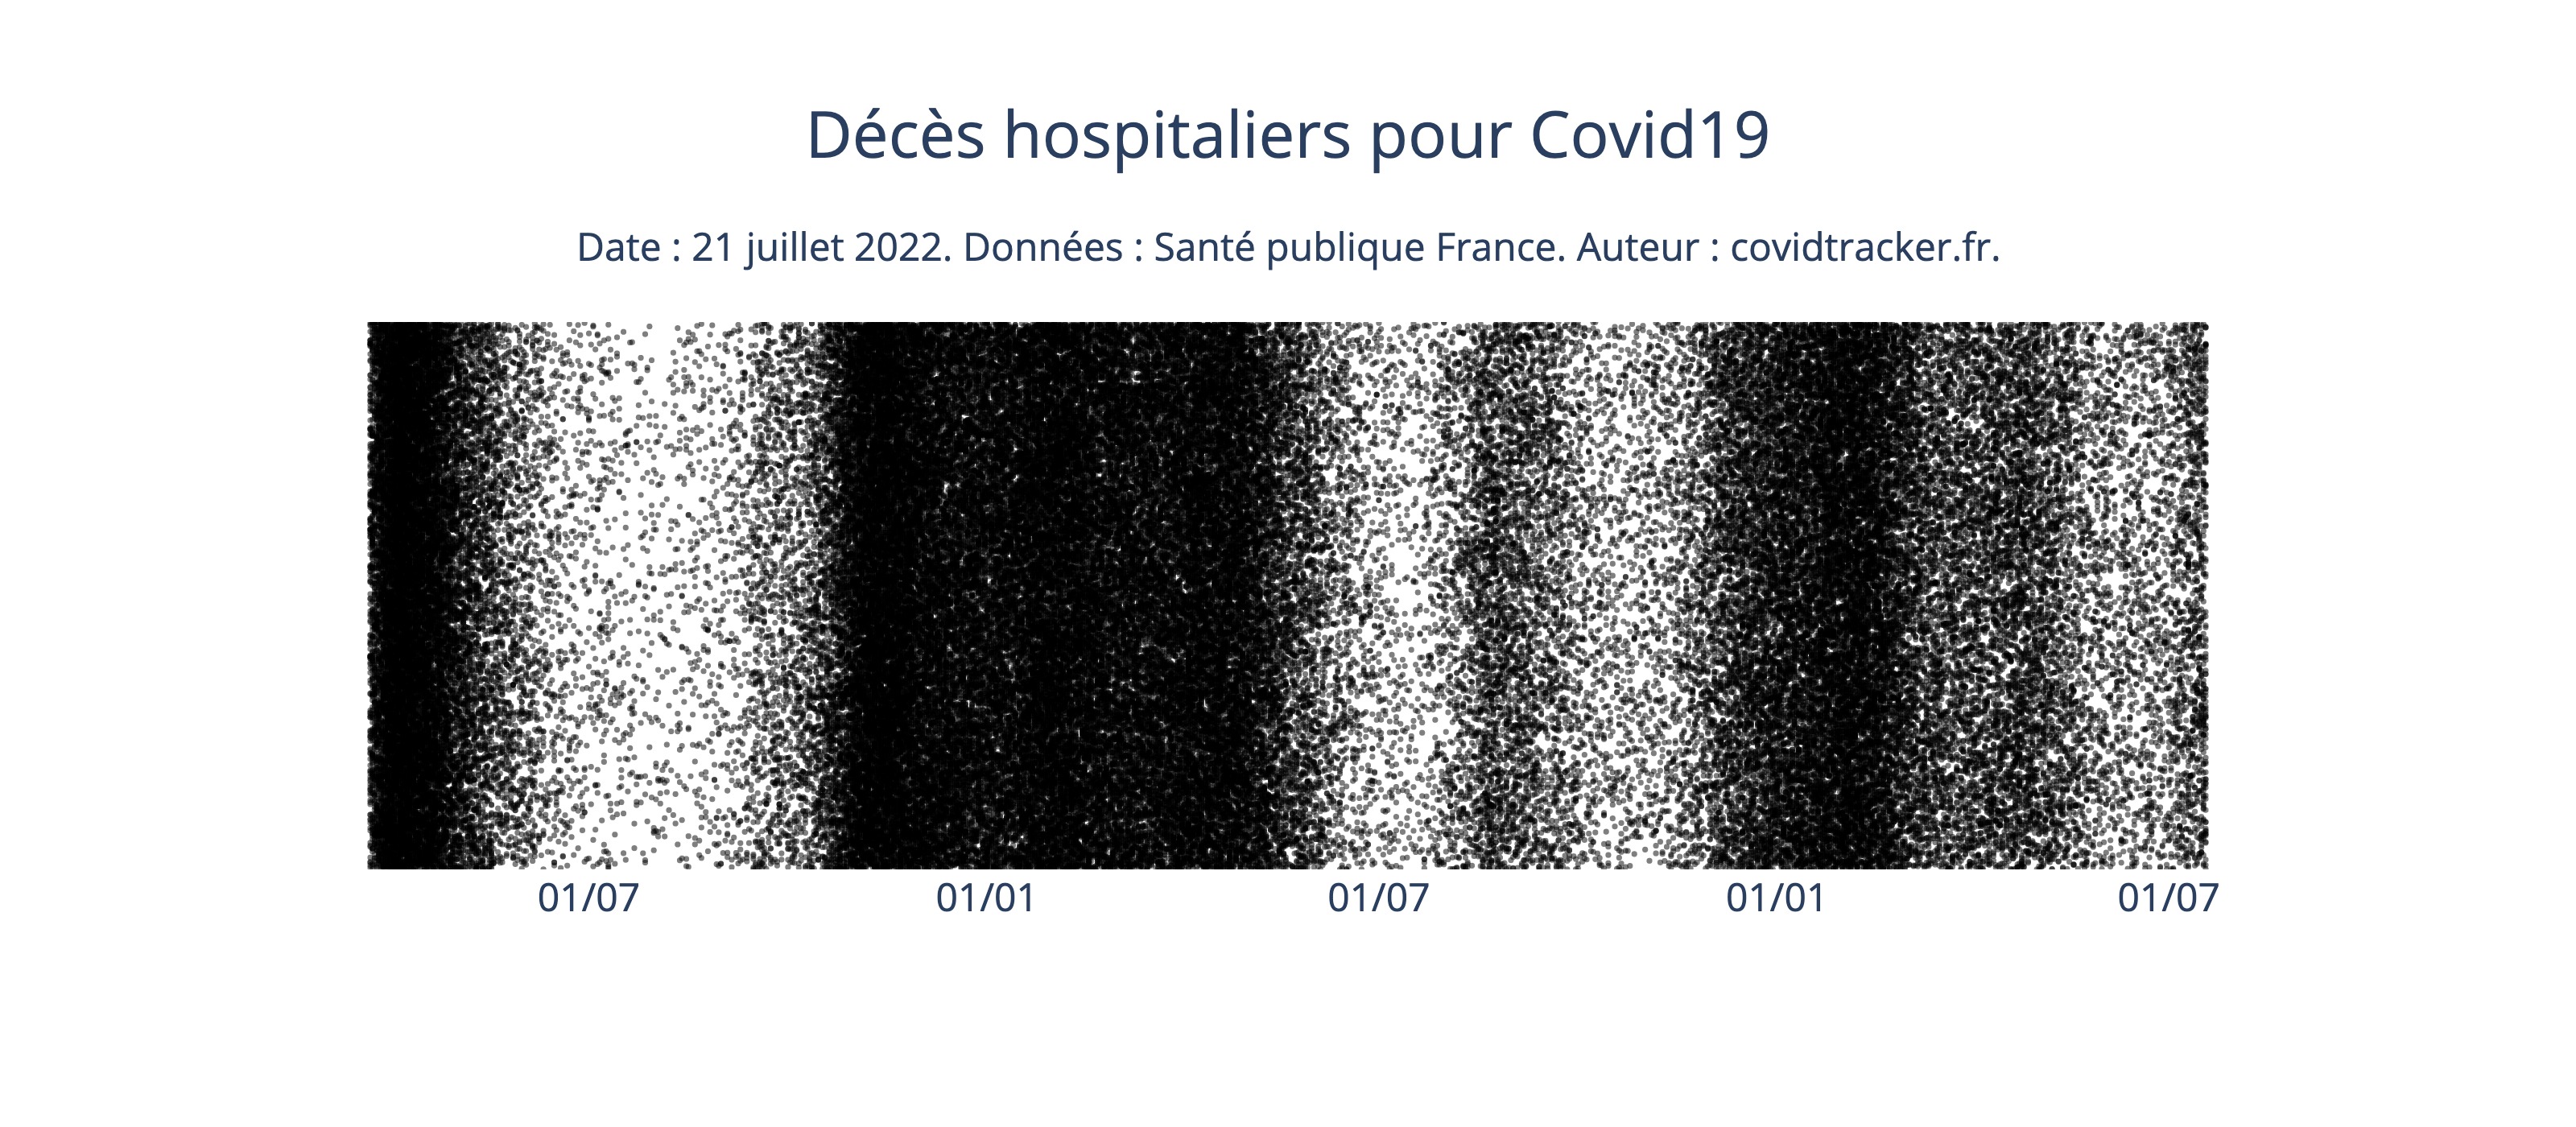 Décès hospitaliers pour Covid19
Date : 21 juillet 2022. Données : Santé publique France. Auteur : covidtracker.fr.
01/07 01/01 01/07 01/01 01/07